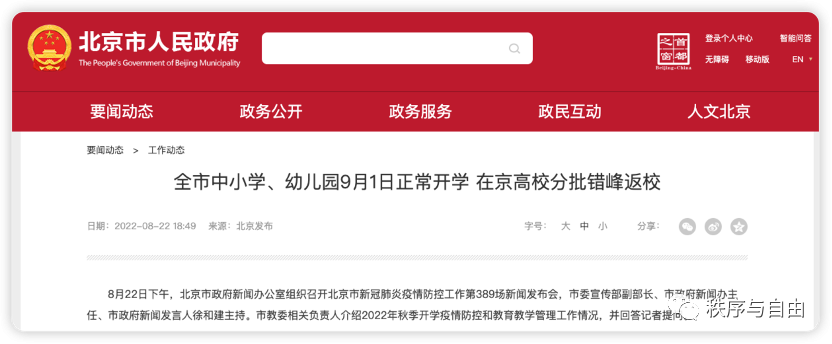 北京市人民政府
The People's Government of Beijing Municipality
首都之窗
Beijing-China
登录个人中心 智能问答
无障碍 移动版 EN
要闻动态 政务公开 政务服务 政民互动 人文北京
要闻动态 > 工作动态
全市中小学、幼儿园9月1日正常开学 在京高校分批错峰返校
日期：2022-08-22 18:49 来源：北京发布 字号： 大 中 小 分享：
8月22日下午，北京市政府新闻办公室组织召开北京市新冠肺炎疫情防控工作第389场新闻发布会，市委宣传部副部长、市政府新闻办主
任、市政府新闻发言人徐和建主持。市教委相关负责人介绍2022年秋季开学疫情防控和教育教学管理工作情况，并回答记者提问
秩序与自由